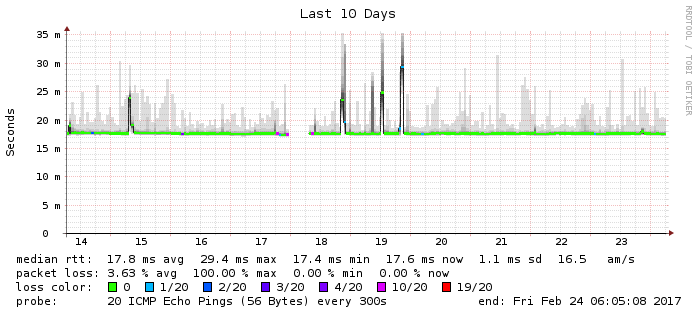 Last 10 Days
RRDTOOL / TOBI OETIKER
Seconds
35 m
30 m
25 m
20 m
15 m
10 m
5 m
0
14 15 16 17 18 19 20 21 22 23
median rtt: 17.8 ms avg 29.4 ms max 17.4 ms min 17.6 ms now 1.1 ms sd 16.5 am/s
packet loss: 3.63 % avg 100.00 % max 0.00 % min 0.00 % now
loss color: 0 1/20 2/20 3/20 4/20 10/20 19/20
probe: 20 ICMP Echo Pings (56 Bytes) every 300s end: Fri Feb 24 06:05:08 2017